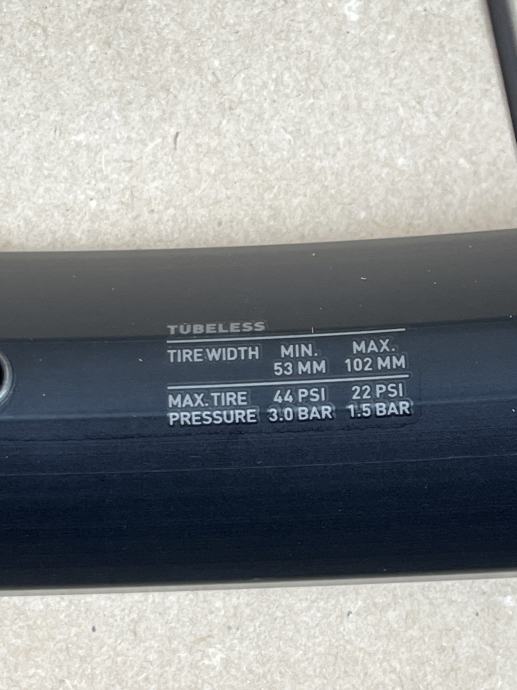 TÜBELESS
TIRE WIDTH MIN. 53 MM MAX. 102 MM
MAX. TIRE PRESSURE 44 PSI 3.0 BAR 22 PSI 1.5 BAR